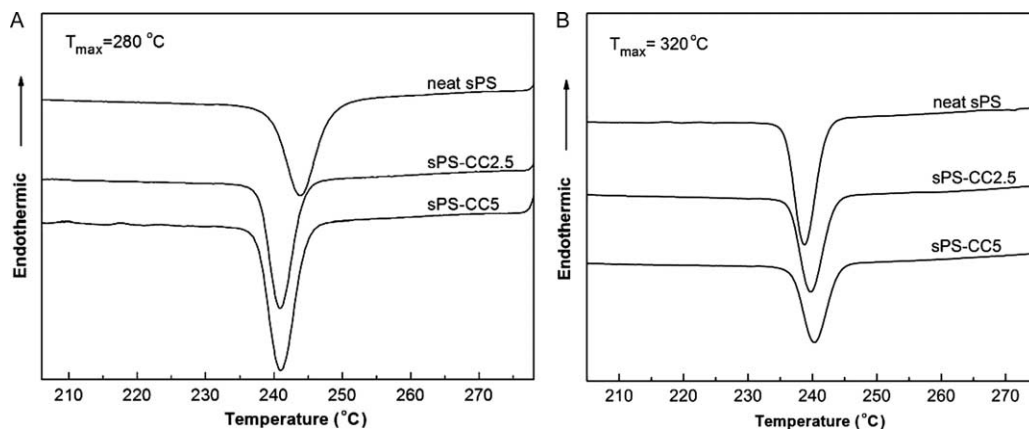 A
T_max=280 °C
neat sPS
sPS-CC2.5
sPS-CC5
Endothermic
210 220 230 240 250 260 270
Temperature (°C)
B
T_max= 320°C
neat sPS
sPS-CC2.5
sPS-CC5
Endothermic
210 220 230 240 250 260 270
Temperature (°C)